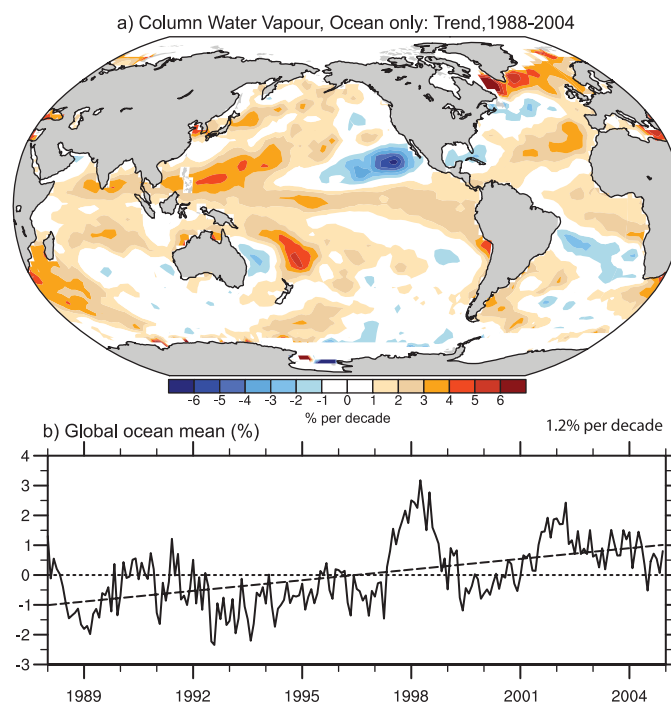 a) Column Water Vapour, Ocean only: Trend,1988-2004
-6 -5 -4 -3 -2 -1 0 1 2 3 4 5 6
% per decade
b) Global ocean mean (%) 1.2% per decade
4
3
2
1
0
-1
-2
-3
1989 1992 1995 1998 2001 2004